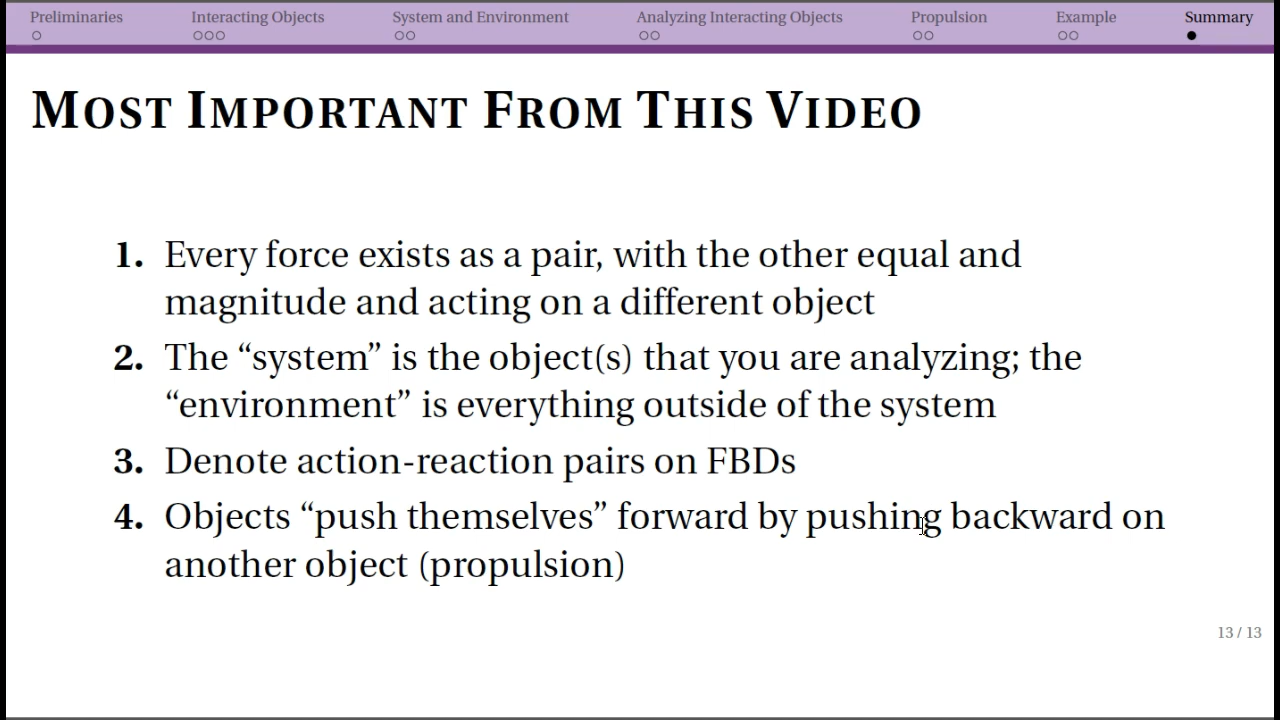 Preliminaries Interacting Objects System and Environment Analyzing Interacting Objects Propulsion Example Summary
MOST IMPORTANT FROM THIS VIDEO
1. Every force exists as a pair, with the other equal and
magnitude and acting on a different object
2. The “system” is the object(s) that you are analyzing; the
“environment” is everything outside of the system
3. Denote action-reaction pairs on FBDs
4. Objects “push themselves” forward by pushing backward on
another object (propulsion)
13 / 13